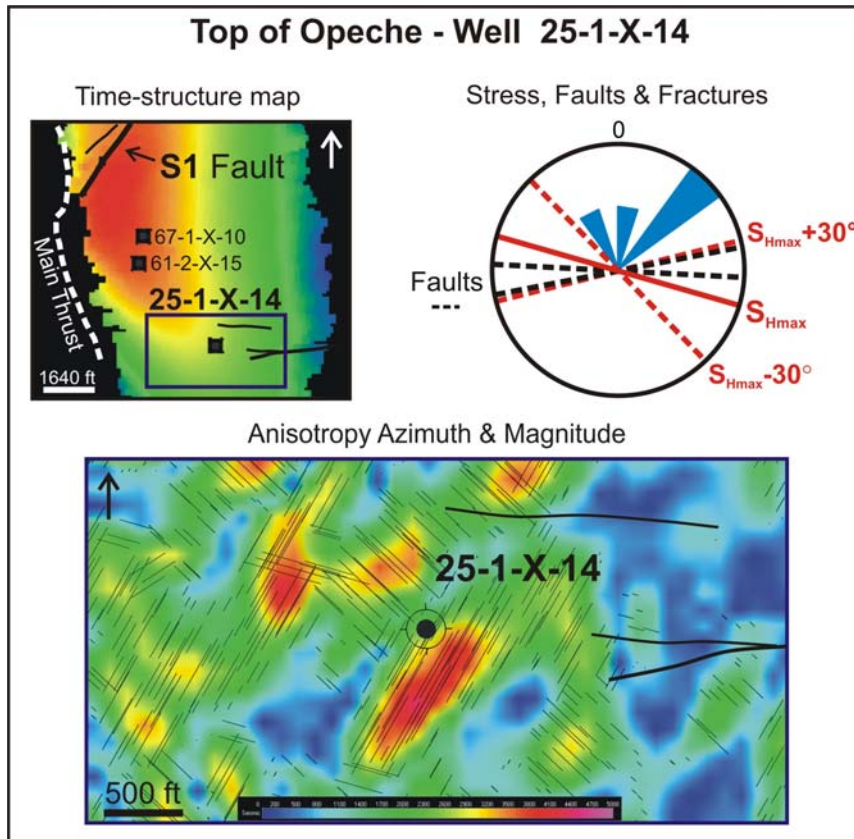 Top of Opeche - Well 25-1-X-14
Time-structure map
S1 Fault
67-1-X-10
61-2-X-15
25-1-X-14
Main Thrust
1640 ft
Stress, Faults & Fractures
0
SHmax+30°
Faults
SHmax
SHmax-30°
Anisotropy Azimuth & Magnitude
25-1-X-14
500 ft